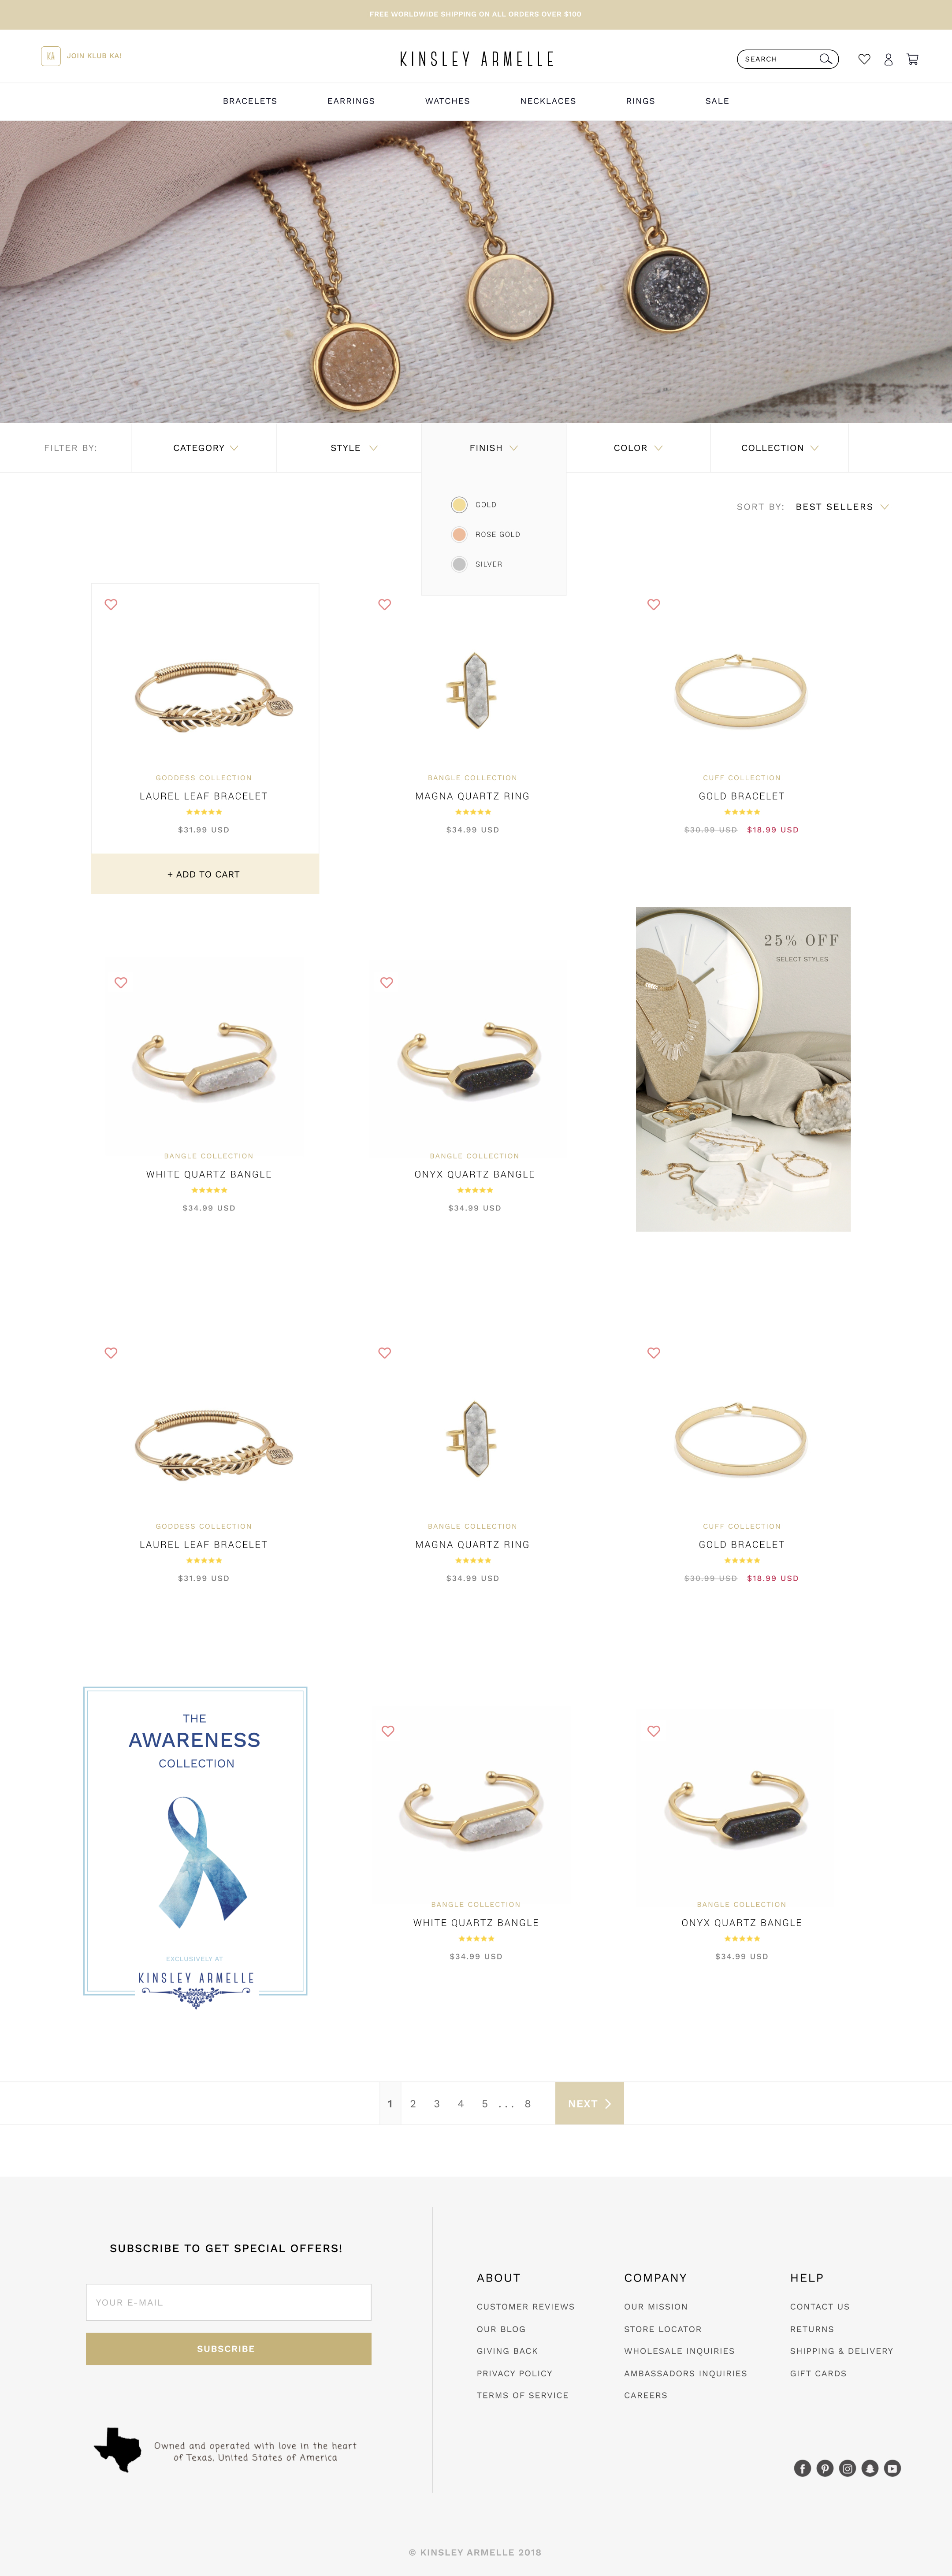 FREE WORLDWIDE SHIPPING ON ALL ORDERS OVER $100
KA JOIN KLUB KA!
KINSLEY ARMELLE
SEARCH
BRACELETS EARRINGS WATCHES NECKLACES RINGS SALE
FILTER BY: CATEGORY STYLE FINISH COLOR COLLECTION
GOLD
ROSE GOLD
SILVER
SORT BY: BEST SELLERS
GODDESS COLLECTION
LAUREL LEAF BRACELET
$31.99 USD
+ ADD TO CART
BANGLE COLLECTION
MAGNA QUARTZ RING
$34.99 USD
CUFF COLLECTION
GOLD BRACELET
$30.99 USD $18.99 USD
BANGLE COLLECTION
WHITE QUARTZ BANGLE
$34.99 USD
BANGLE COLLECTION
ONYX QUARTZ BANGLE
$34.99 USD
25% OFF
SELECT STYLES
GODDESS COLLECTION
LAUREL LEAF BRACELET
$31.99 USD
BANGLE COLLECTION
MAGNA QUARTZ RING
$34.99 USD
CUFF COLLECTION
GOLD BRACELET
$30.99 USD $18.99 USD
THE
AWARENESS
COLLECTION
EXCLUSIVELY AT
KINSLEY ARMELLE
BANGLE COLLECTION
WHITE QUARTZ BANGLE
$34.99 USD
BANGLE COLLECTION
ONYX QUARTZ BANGLE
$34.99 USD
1 2 3 4 5 ... 8 NEXT
SUBSCRIBE TO GET SPECIAL OFFERS!
YOUR E-MAIL
SUBSCRIBE
Owned and operated with love in the heart
of Texas, United States of America
ABOUT
CUSTOMER REVIEWS
OUR BLOG
GIVING BACK
PRIVACY POLICY
TERMS OF SERVICE
COMPANY
OUR MISSION
STORE LOCATOR
WHOLESALE INQUIRIES
AMBASSADORS INQUIRIES
CAREERS
HELP
CONTACT US
RETURNS
SHIPPING & DELIVERY
GIFT CARDS
© KINSLEY ARMELLE 2018